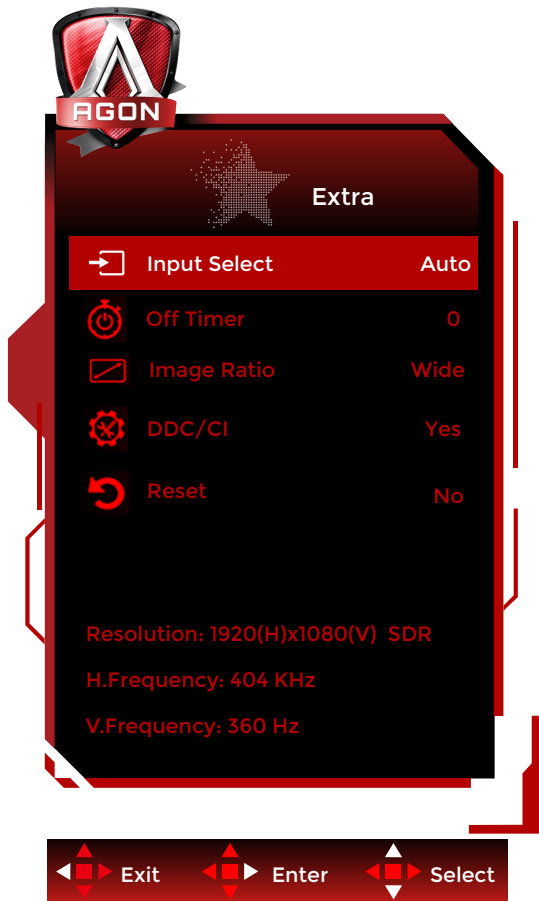 AGON
Extra
Input Select Auto
Off Timer 0
Image Ratio Wide
DDC/CI Yes
Reset No
Resolution: 1920(H)x1080(V) SDR
H.Frequency: 404 KHz
V.Frequency: 360 Hz
Exit Enter Select